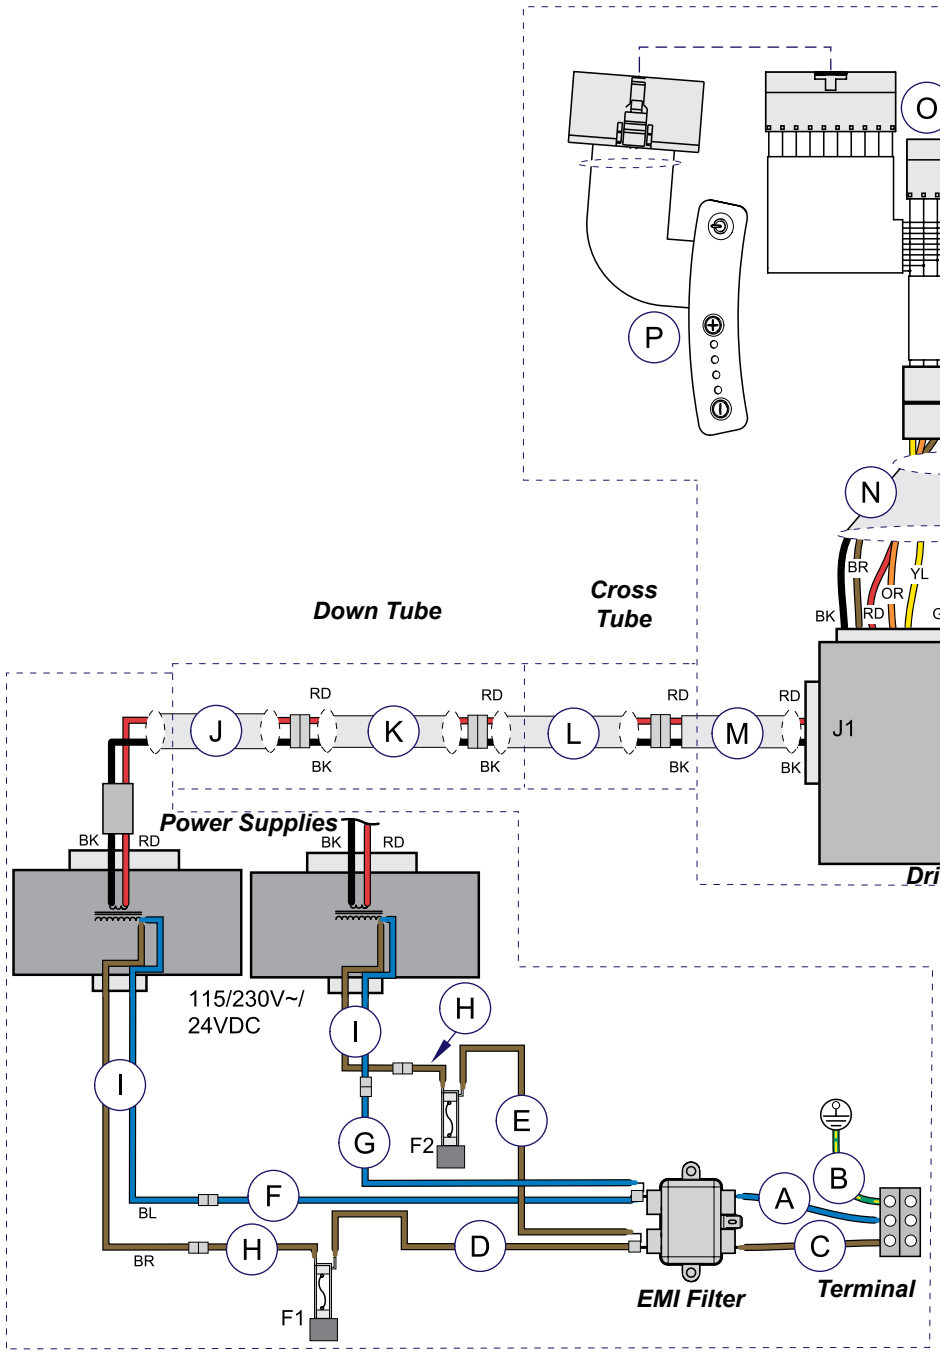 O
P
N
BR
YL
OR
BK
RD
G
Down Tube
Cross
Tube
RD
RD
RD
RD
J
K
L
M
J1
BK
BK
BK
BK
Power Supplies
BK
RD
BK
RD
Dri
115/230V~/
24VDC
H
I
I
E
G
F2
B
A
F
BL
H
D
C
BR
EMI Filter
Terminal
F1